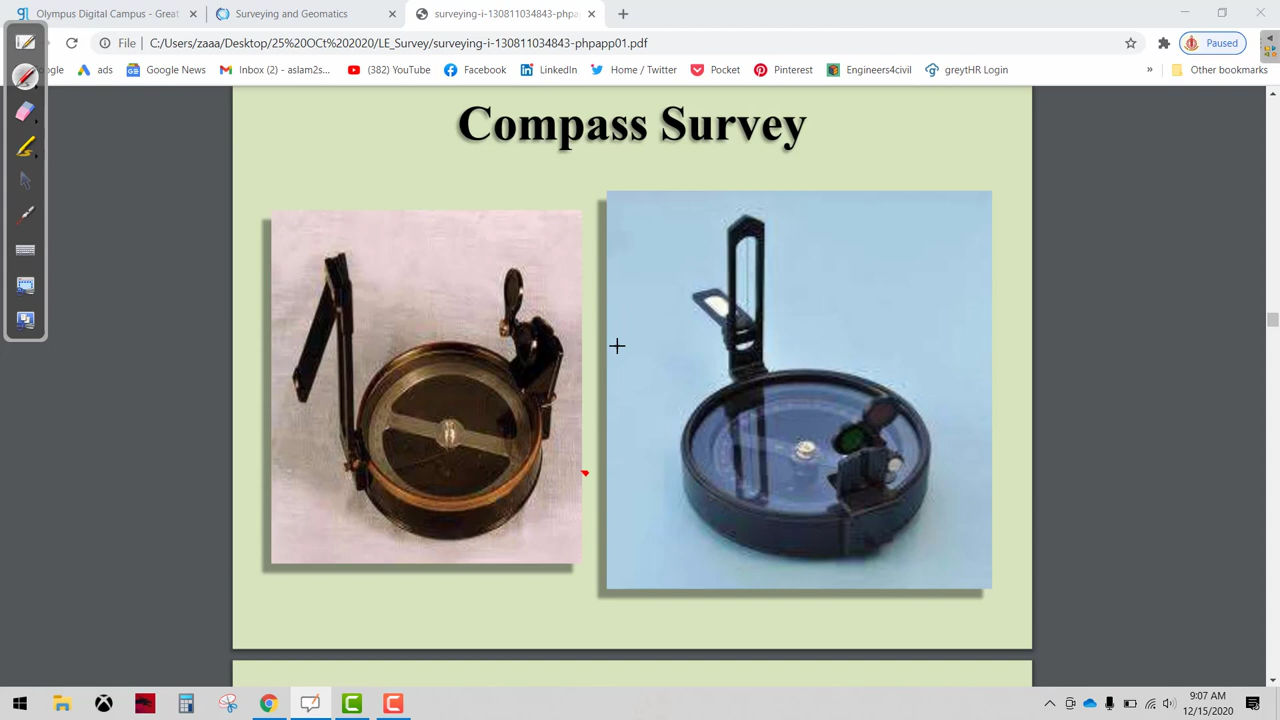 Olympus Digital Campus - Great
Surveying and Geomatics
surveying-i-130811034843-phpap
File
C:/Users/zaaa/Desktop/25%20OCt%202020/LE_Survey/surveying-i-130811034843-phpapp01.pdf
Paused
ogle
ads
Google News
Inbox (2) - aslam2s...
(382) YouTube
Facebook
LinkedIn
Home / Twitter
Pocket
Pinterest
Engineers4civil
greytHR Login
»
Other bookmarks
Compass Survey
9:07 AM
12/15/2020